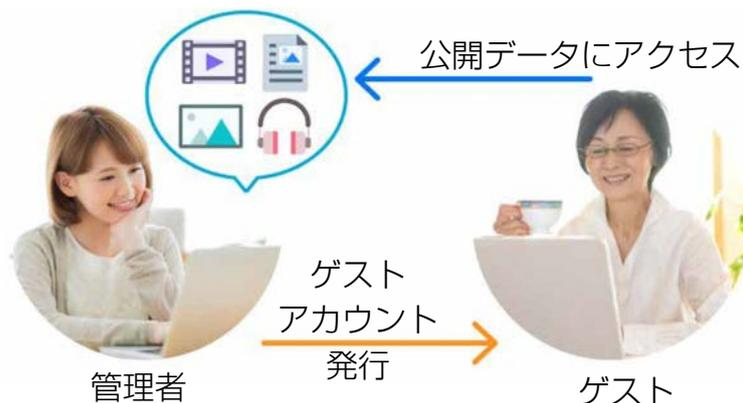 公開データにアクセス
ゲスト
アカウント
発行
管理者
ゲスト